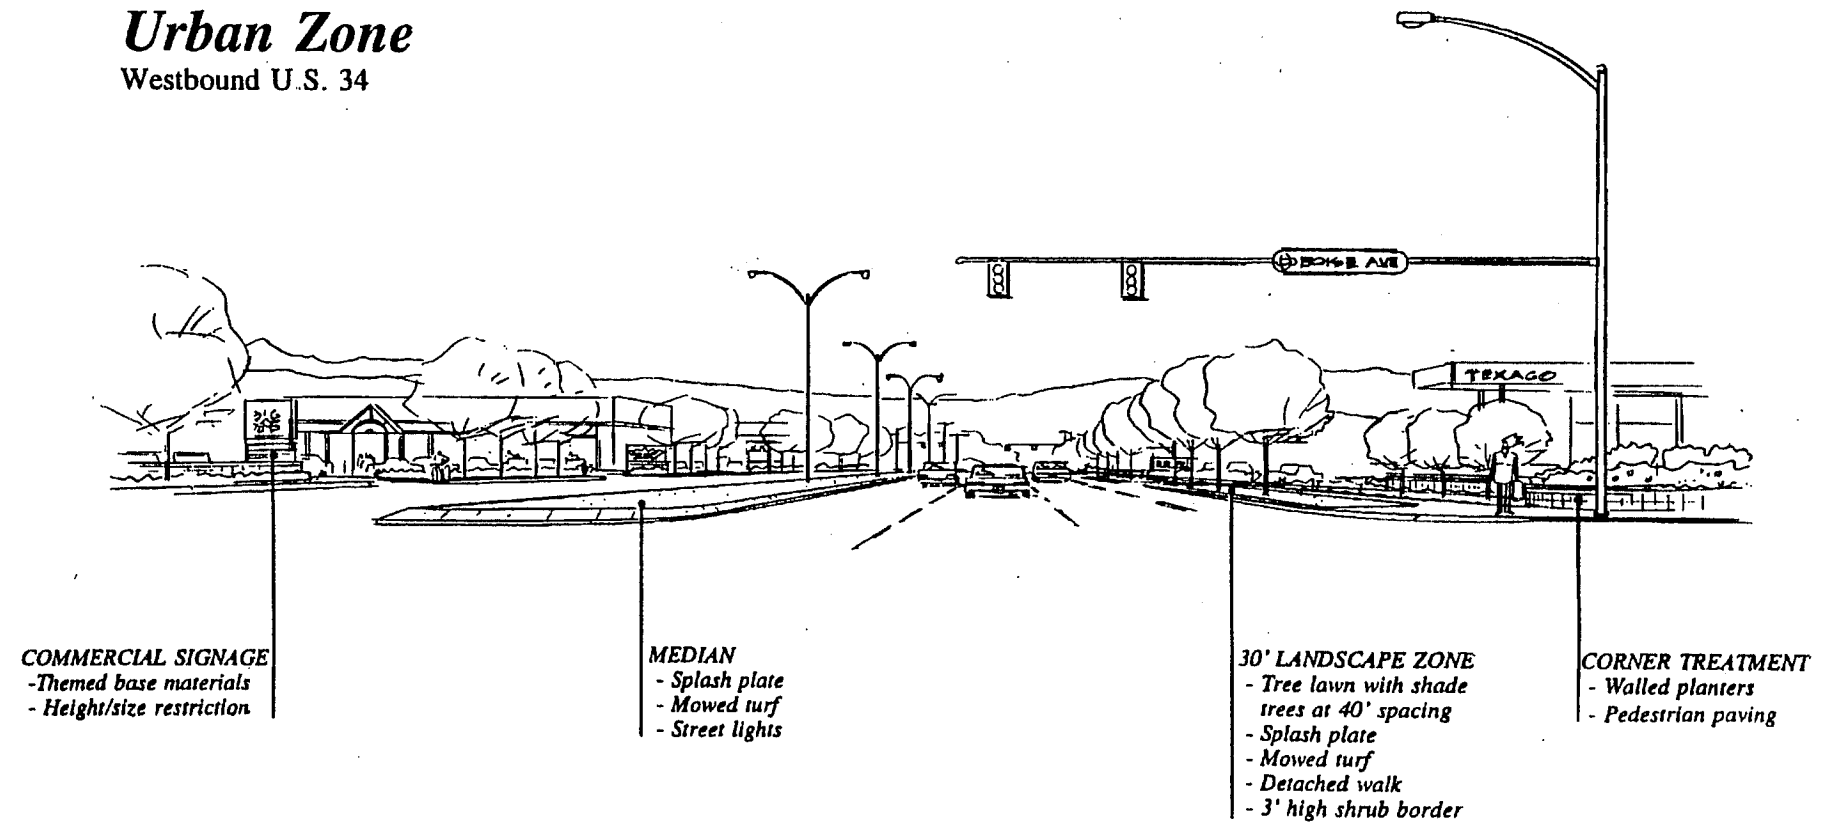 Urban Zone
Westbound U.S. 34
BOISE AVE
TEXACO
COMMERCIAL SIGNAGE
-Themed base materials
- Height/size restriction
MEDIAN
- Splash plate
- Mowed turf
- Street lights
30' LANDSCAPE ZONE
- Tree lawn with shade
trees at 40' spacing
- Splash plate
- Mowed turf
- Detached walk
- 3' high shrub border
CORNER TREATMENT
- Walled planters
- Pedestrian paving